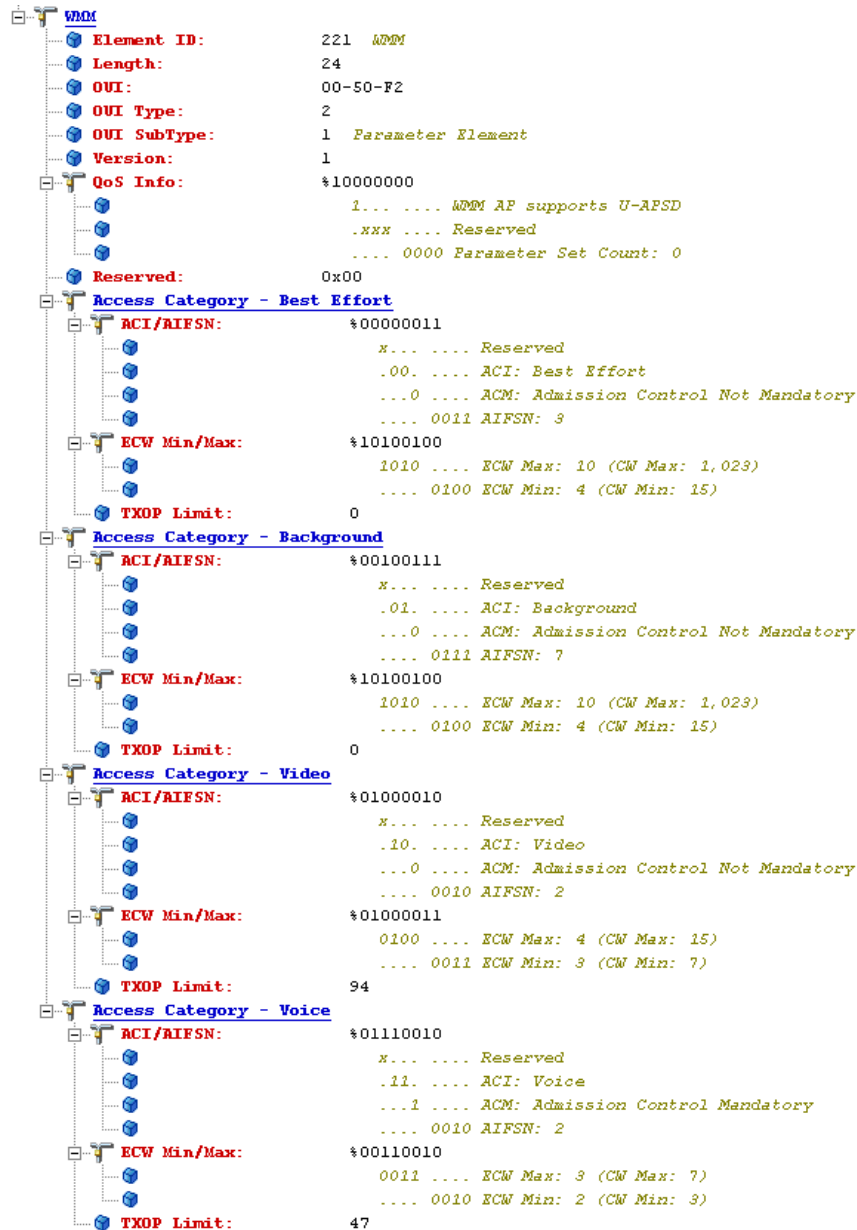 WMM
Element ID: 221 WMM
Length: 24
OUI: 00-50-F2
OUI Type: 2
OUI SubType: 1 Parameter Element
Version: 1
QoS Info: %10000000
1... .... WMM AP supports U-APSD
.xxx .... Reserved
.... 0000 Parameter Set Count: 0
Reserved: 0x00
Access Category - Best Effort
ACI/AIFSN: %00000011
x... .... Reserved
.00. .... ACI: Best Effort
...0 .... ACM: Admission Control Not Mandatory
.... 0011 AIFSN: 3
ECW Min/Max: %10100100
1010 .... ECW Max: 10 (CW Max: 1,023)
.... 0100 ECW Min: 4 (CW Min: 15)
TXOP Limit: 0
Access Category - Background
ACI/AIFSN: %00100111
x... .... Reserved
.01. .... ACI: Background
...0 .... ACM: Admission Control Not Mandatory
.... 0111 AIFSN: 7
ECW Min/Max: %10100100
1010 .... ECW Max: 10 (CW Max: 1,023)
.... 0100 ECW Min: 4 (CW Min: 15)
TXOP Limit: 0
Access Category - Video
ACI/AIFSN: %01000010
x... .... Reserved
.10. .... ACI: Video
...0 .... ACM: Admission Control Not Mandatory
.... 0010 AIFSN: 2
ECW Min/Max: %01000011
0100 .... ECW Max: 4 (CW Max: 15)
.... 0011 ECW Min: 3 (CW Min: 7)
TXOP Limit: 94
Access Category - Voice
ACI/AIFSN: %01110010
x... .... Reserved
.11. .... ACI: Voice
...1 .... ACM: Admission Control Mandatory
.... 0010 AIFSN: 2
ECW Min/Max: %00110010
0011 .... ECW Max: 3 (CW Max: 7)
.... 0010 ECW Min: 2 (CW Min: 3)
TXOP Limit: 47